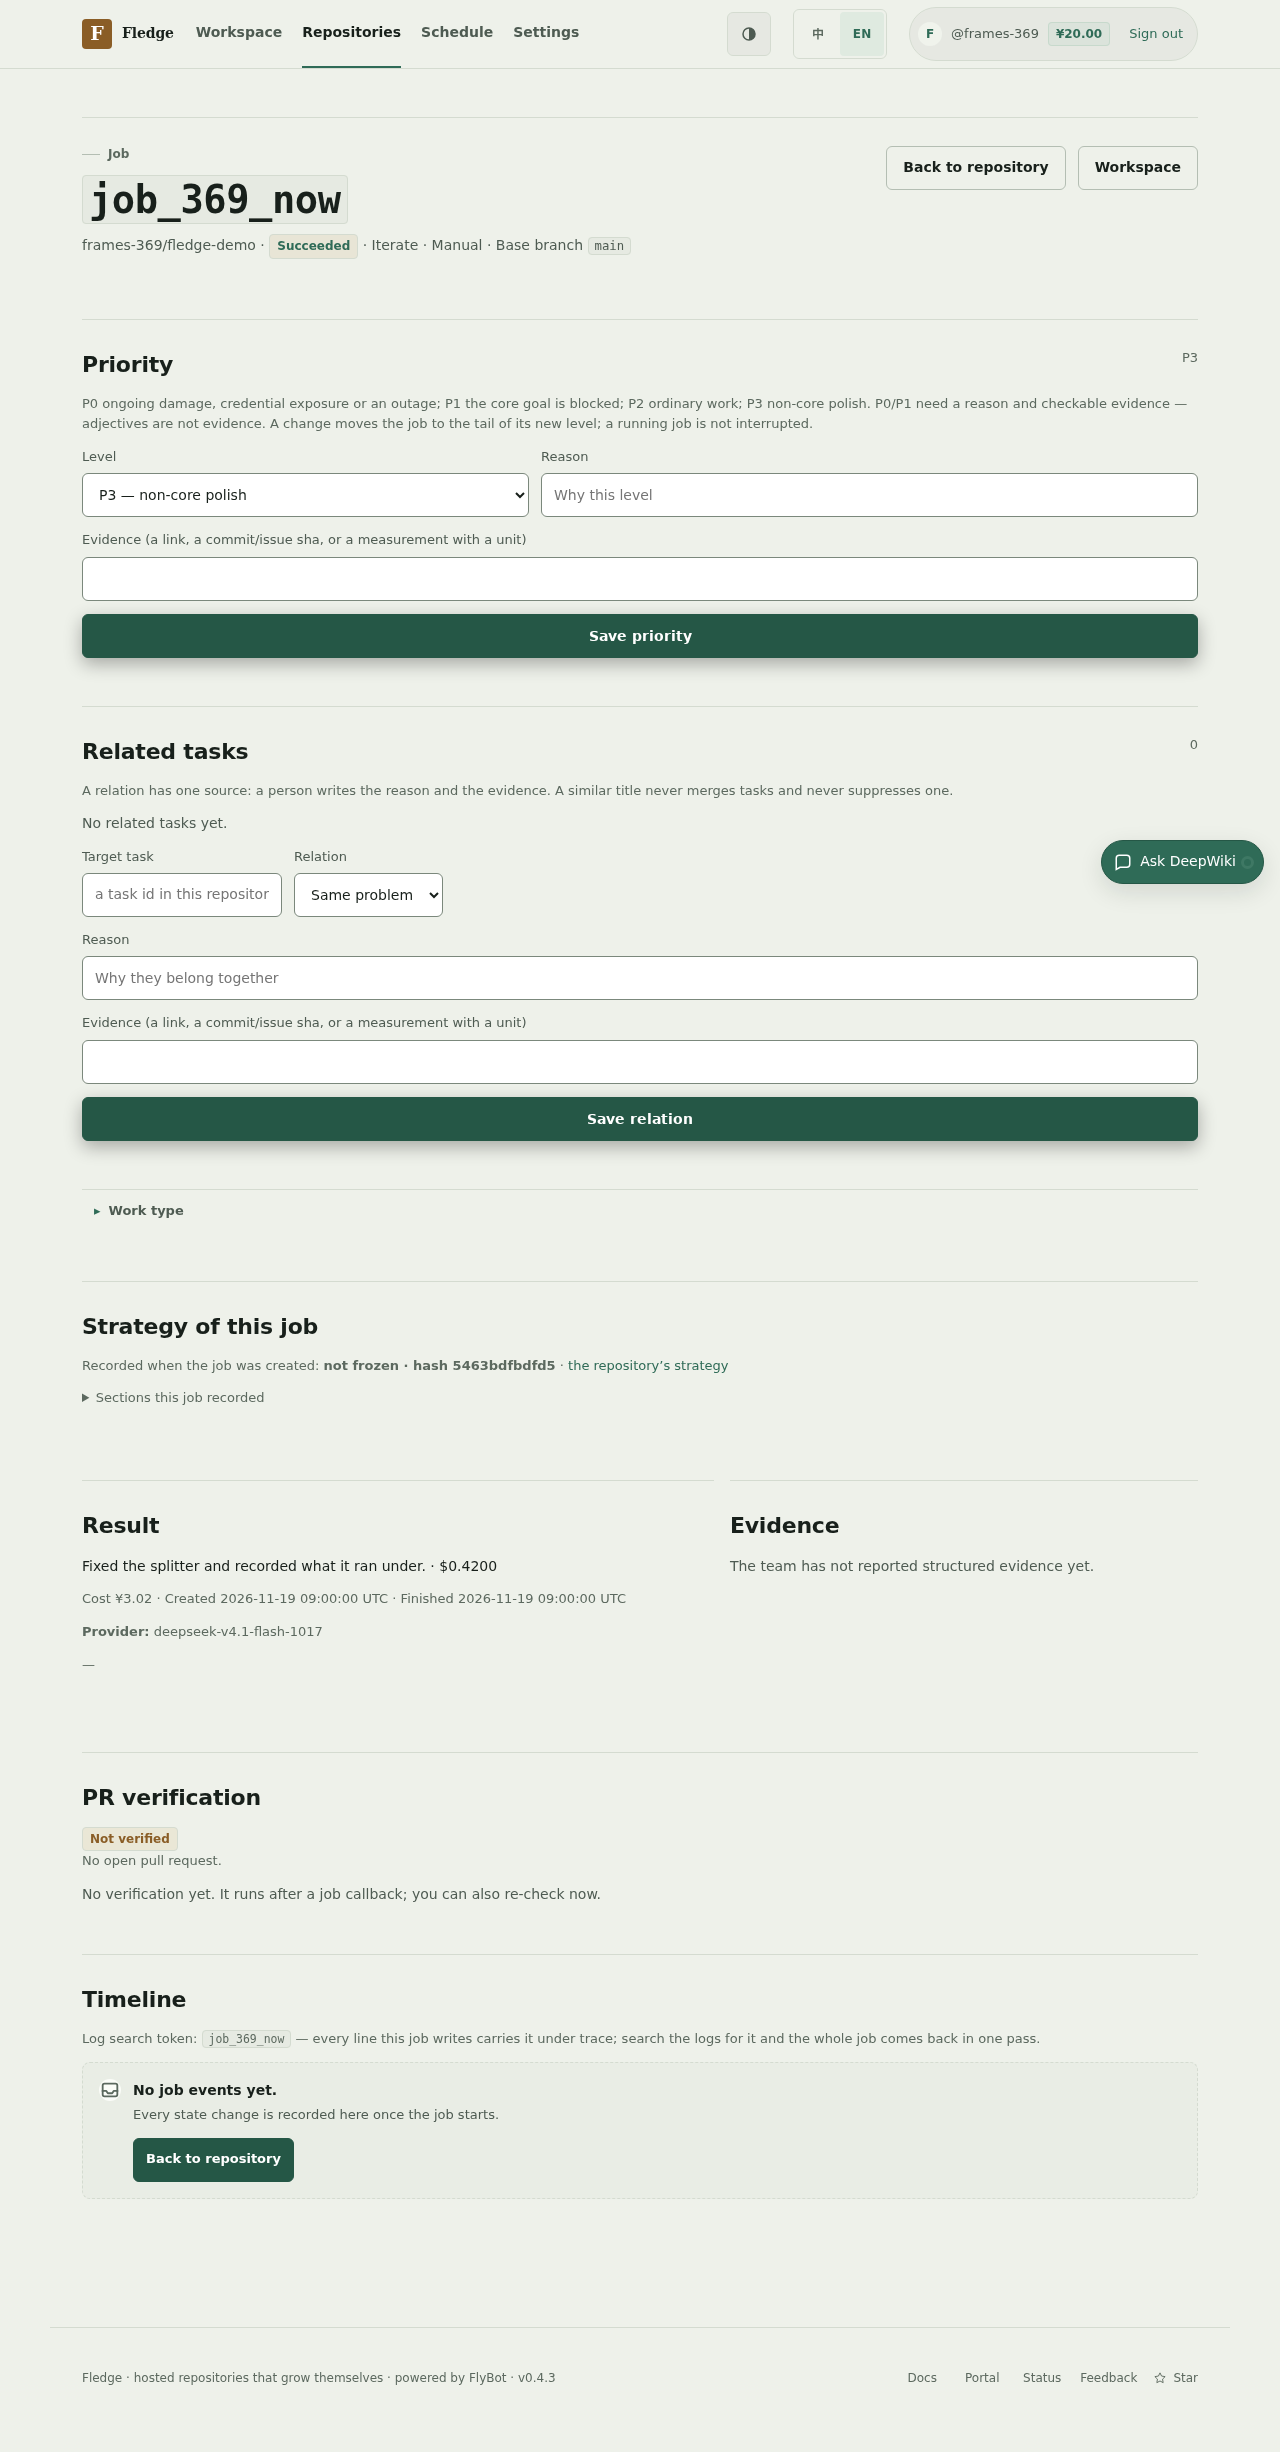 F Fledge Workspace Repositories Schedule Settings 中 EN F @frames-369 ¥20.00 Sign out
Job
Back to repository Workspace
job_369_now
frames-369/fledge-demo · Succeeded · Iterate · Manual · Base branch main
Priority
P3
P0 ongoing damage, credential exposure or an outage; P1 the core goal is blocked; P2 ordinary work; P3 non-core polish. P0/P1 need a reason and checkable evidence —
adjectives are not evidence. A change moves the job to the tail of its new level; a running job is not interrupted.
Level Reason
P3 — non-core polish Why this level
Evidence (a link, a commit/issue sha, or a measurement with a unit)
Save priority
Related tasks
0
A relation has one source: a person writes the reason and the evidence. A similar title never merges tasks and never suppresses one.
No related tasks yet.
Target task Relation
Ask DeepWiki
a task id in this repositor Same problem
Reason
Why they belong together
Evidence (a link, a commit/issue sha, or a measurement with a unit)
Save relation
Work type
Strategy of this job
Recorded when the job was created: not frozen · hash 5463bdfbdfd5 · the repository’s strategy
Sections this job recorded
Result
Fixed the splitter and recorded what it ran under. · $0.4200
Cost ¥3.02 · Created 2026-11-19 09:00:00 UTC · Finished 2026-11-19 09:00:00 UTC
Provider: deepseek-v4.1-flash-1017
—
Evidence
The team has not reported structured evidence yet.
PR verification
Not verified
No open pull request.
No verification yet. It runs after a job callback; you can also re-check now.
Timeline
Log search token: job_369_now — every line this job writes carries it under trace; search the logs for it and the whole job comes back in one pass.
No job events yet.
Every state change is recorded here once the job starts.
Back to repository
Fledge · hosted repositories that grow themselves · powered by FlyBot · v0.4.3
Docs Portal Status Feedback Star